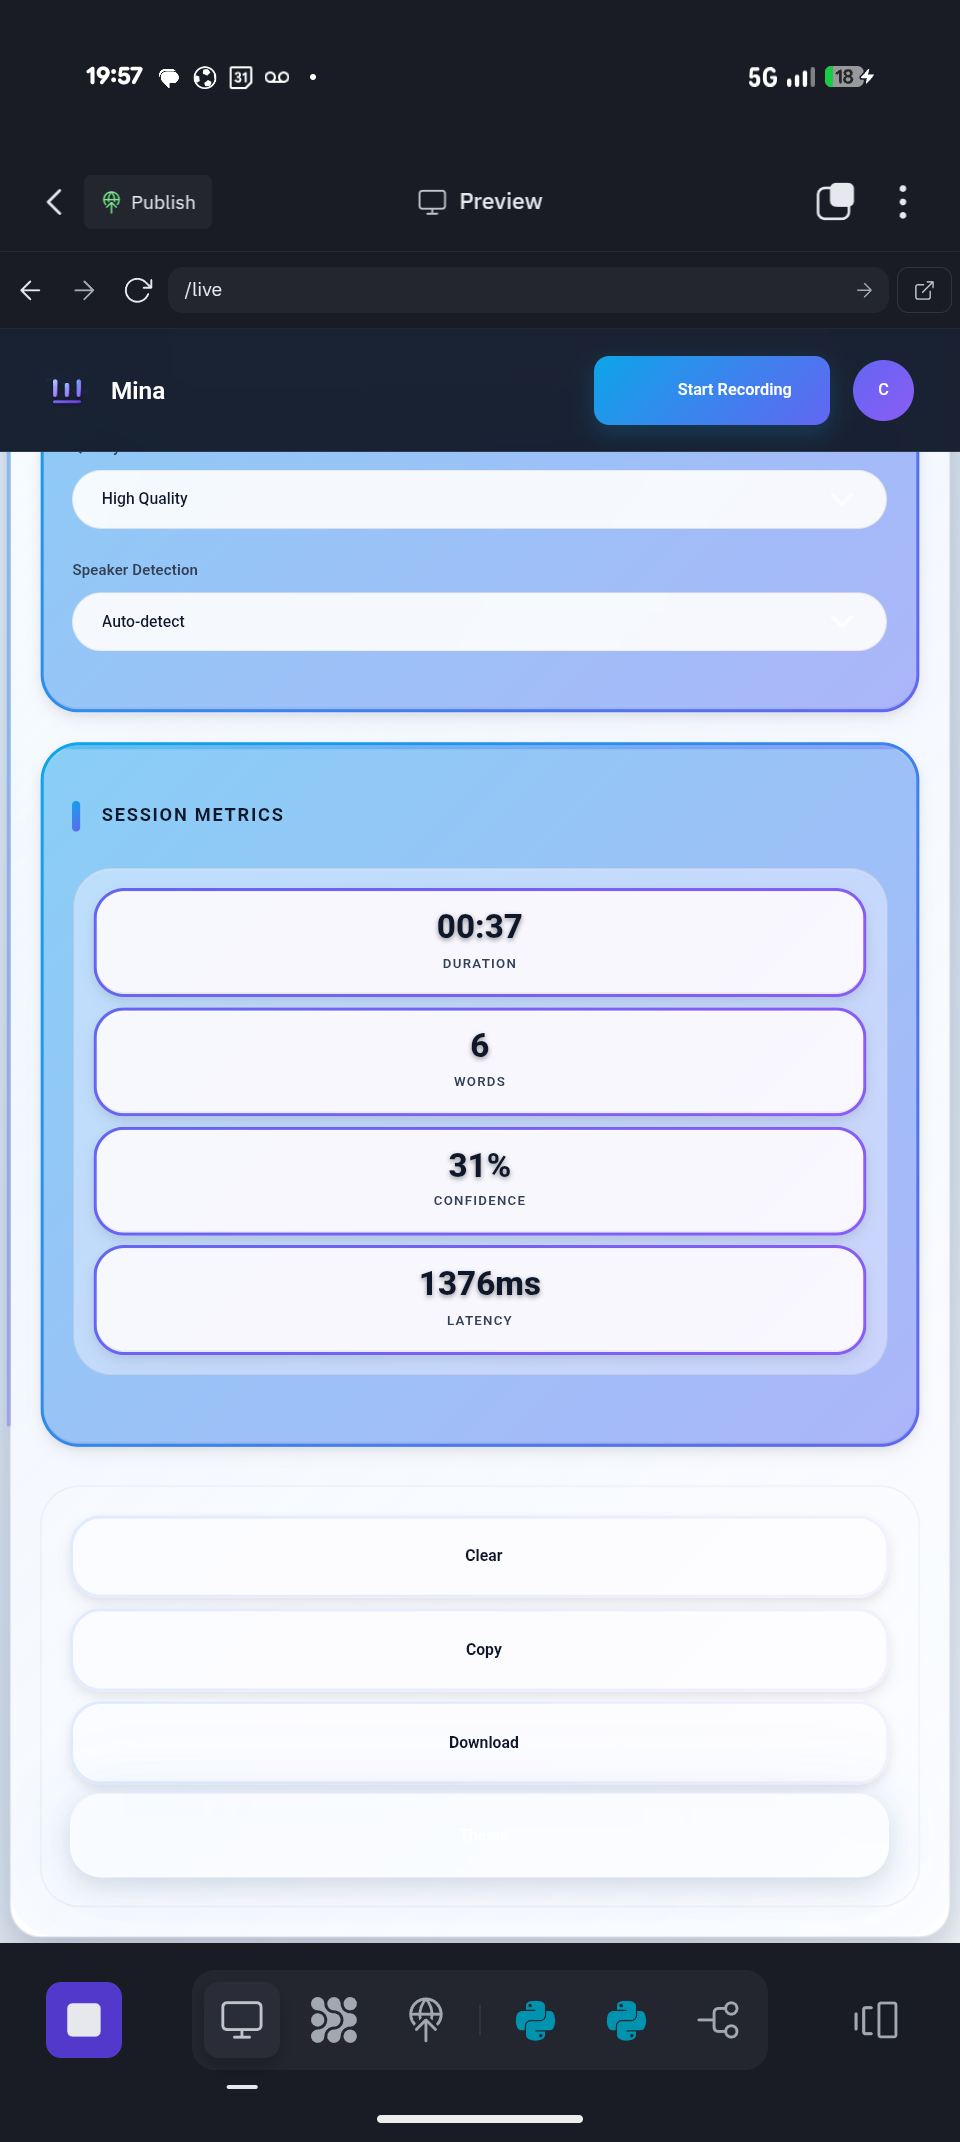 19:57
31
5G
18
Publish
Preview
/live
Mina
Start Recording
C
High Quality
Speaker Detection
Auto-detect
SESSION METRICS
00:37
DURATION
6
WORDS
31%
CONFIDENCE
1376ms
LATENCY
Clear
Copy
Download
Theme